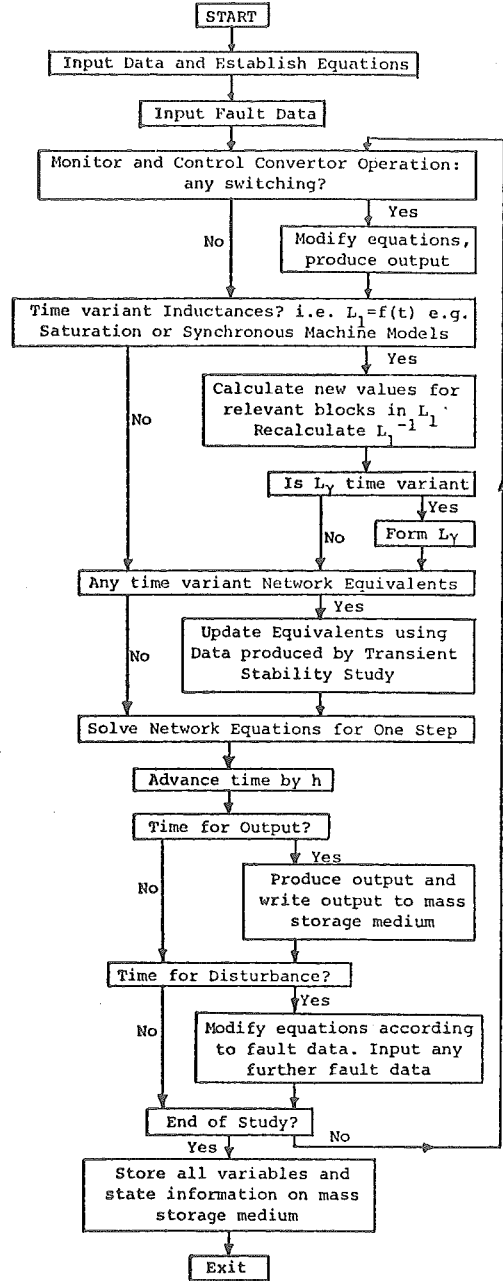 START
Input Data and Establish Equations
Input Fault Data
Monitor and Control Convertor Operation:
any switching?
Yes
No
Modify equations,
produce output
Time variant Inductances? i.e. L₁=f(t) e.g.
Saturation or Synchronous Machine Models
Yes
Calculate new values for
relevant blocks in L₁
Recalculate L₁⁻¹
No
Is Lγ time variant
Yes
No
Form Lγ
Any time variant Network Equivalents
Yes
Update Equivalents using
Data produced by Transient
Stability Study
No
Solve Network Equations for One Step
Advance time by h
Time for Output?
Yes
No
Produce output and
write output to mass
storage medium
Time for Disturbance?
Yes
No
Modify equations according
to fault data. Input any
further fault data
End of Study?
Yes
No
Store all variables and
state information on mass
storage medium
Exit